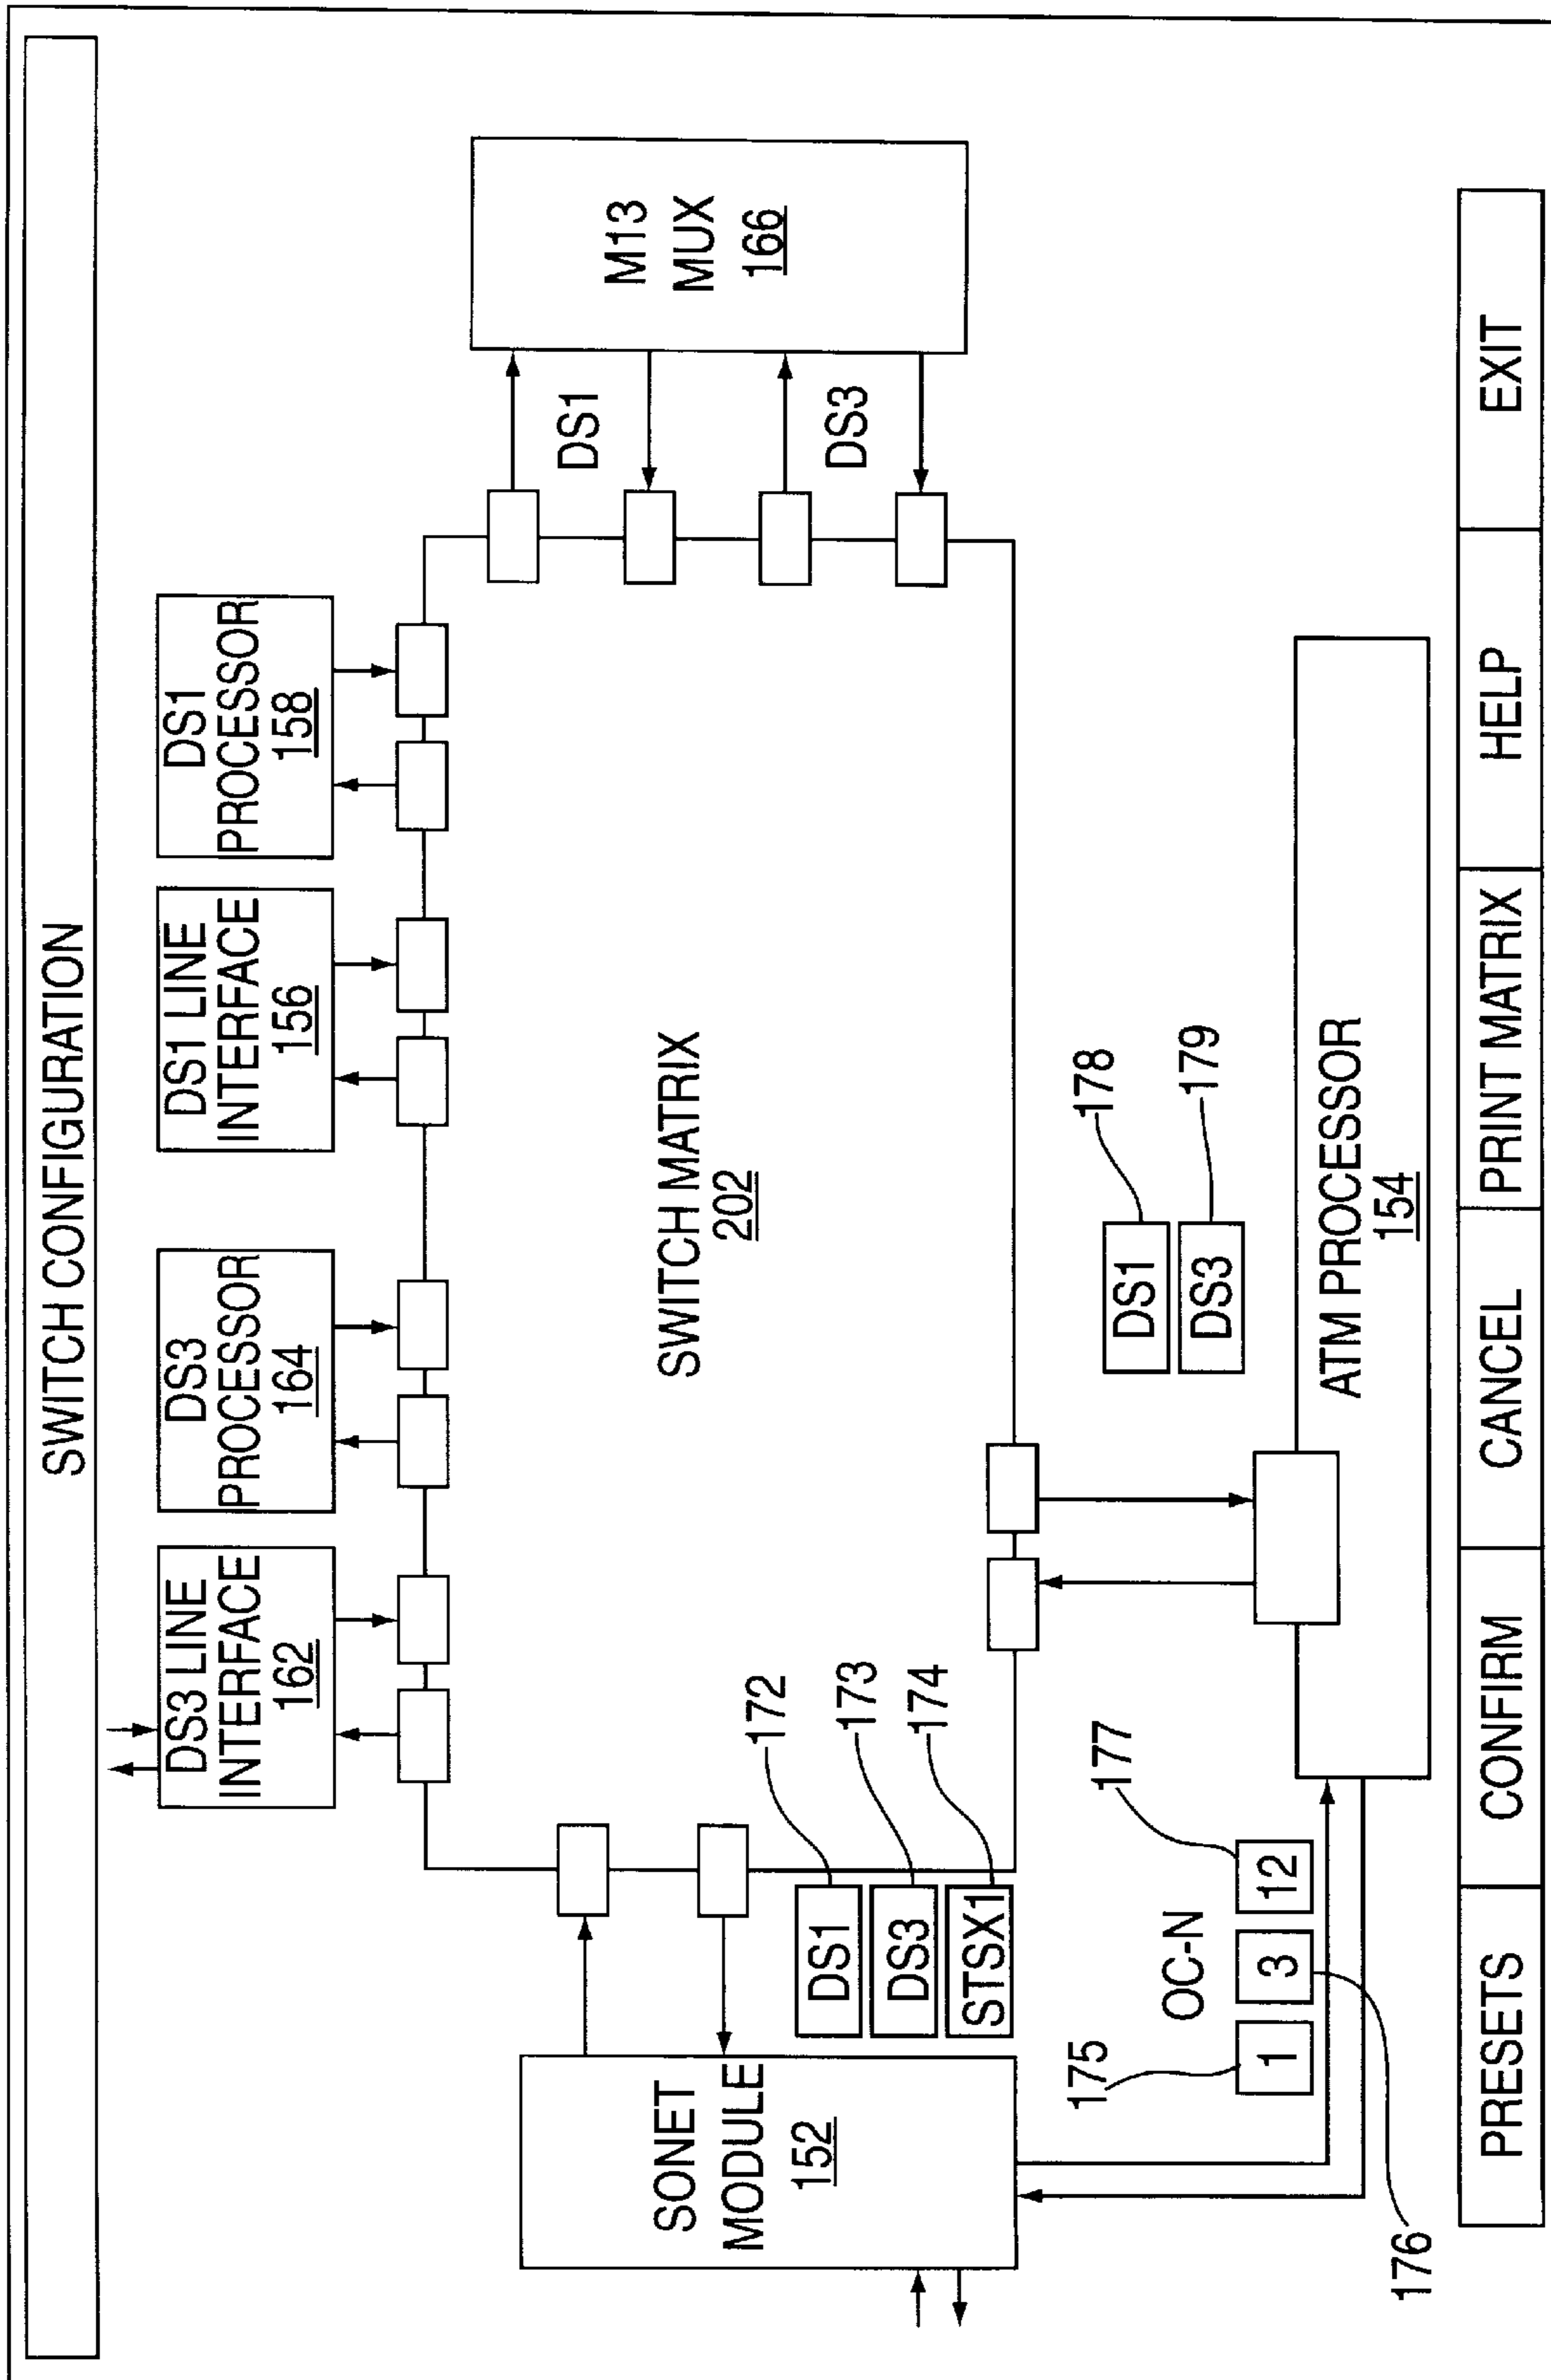 SWITCH CONFIGURATION
DS3 LINE
INTERFACE
162
DS3
PROCESSOR
164
DS1 LINE
INTERFACE
156
DS1
PROCESSOR
158
SONET
MODULE
152
SWITCH MATRIX
202
M13
MUX
166
DS1
DS3
DS1
172
DS3
173
STSX1
174
OC-N
175
1
3
12
177
176
DS1
178
DS3
179
ATM PROCESSOR
154
PRESETS
CONFIRM
CANCEL
PRINT MATRIX
HELP
EXIT